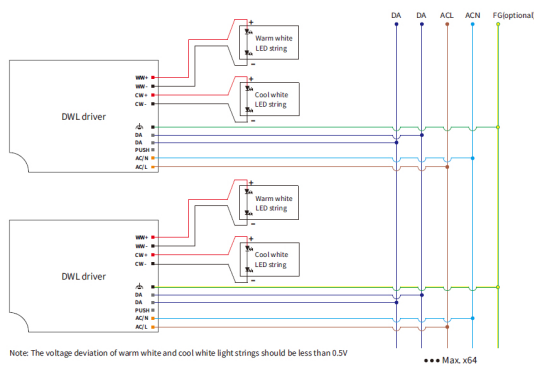 DA DA ACL ACN FG(optional)
Warm white
LED string
+
-
Cool white
LED string
+
-
DWL driver
WW+
WW-
CW+
CW-
DA
DA
PUSH
AC/N
AC/L
Warm white
LED string
+
-
Cool white
LED string
+
-
DWL driver
WW+
WW-
CW+
CW-
DA
DA
PUSH
AC/N
AC/L
Note: The voltage deviation of warm white and cool white light strings should be less than 0.5V
••• Max. x64